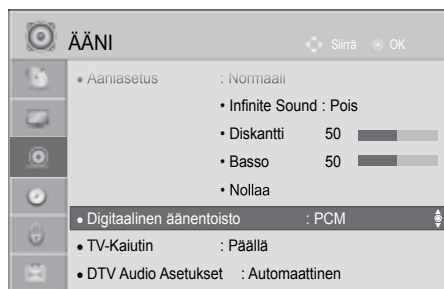 ÄÄNI Siirrä OK
• Ääniasetus : Normaali
• Infinite Sound : Pois
• Diskantti 50
• Basso 50
• Nollaa
• Digitaalinen äänentoisto : PCM
• TV-Kaiutin : Päällä
• DTV Audio Asetukset : Automaattinen